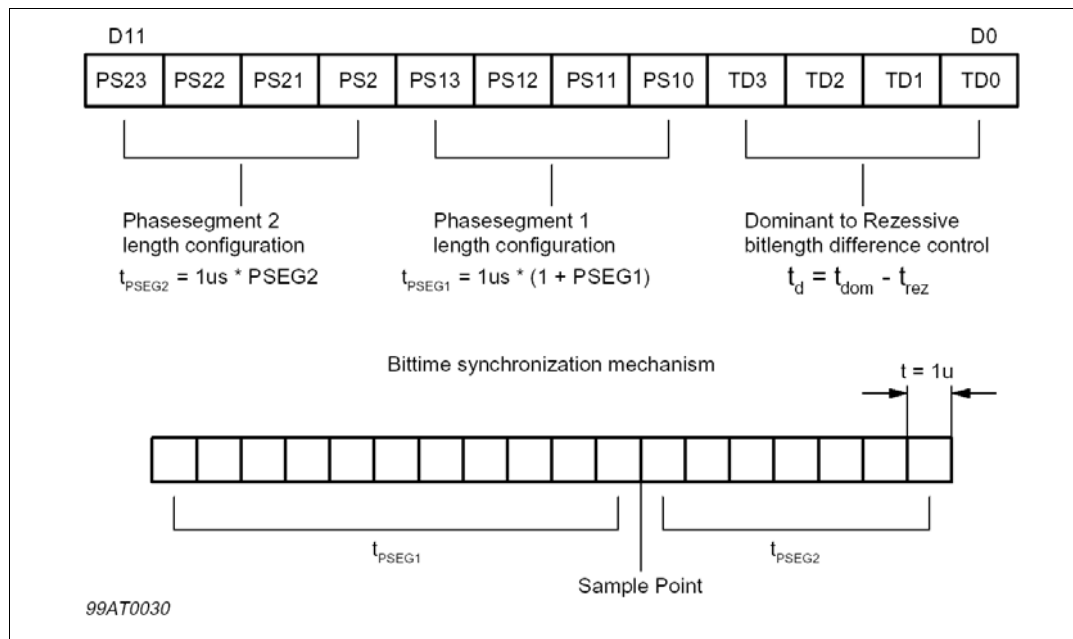 D11 D0
PS23 PS22 PS21 PS2 PS13 PS12 PS11 PS10 TD3 TD2 TD1 TD0
Phasesegment 2
length configuration
tPSEG2 = 1us * PSEG2
Phasesegment 1
length configuration
tPSEG1 = 1us * (1 + PSEG1)
Dominant to Rezessive
bitlength difference control
td = tdom - trez
Bittime synchronization mechanism
t = 1u
tPSEG1
tPSEG2
Sample Point
99AT0030